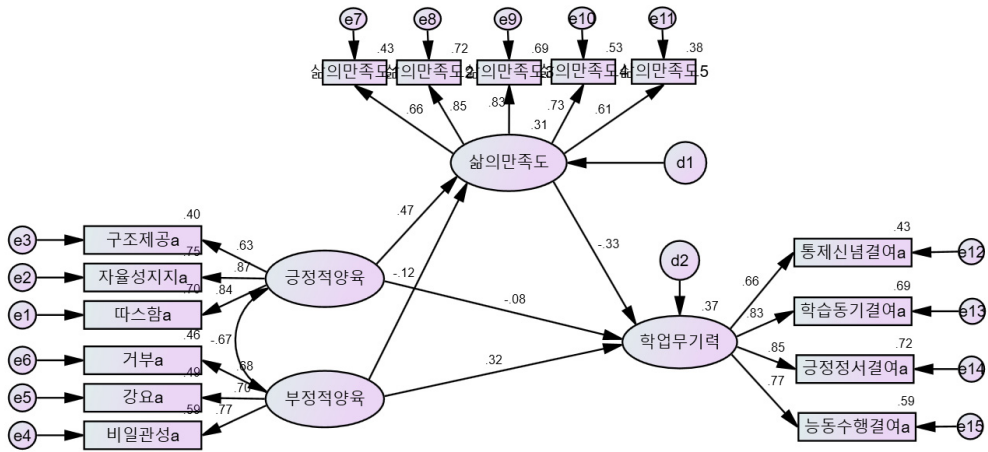 e7 e8 e9 e10 e11
.43 .72 .69 .53 .38
삶의만족도 삶의만족도2 삶의만족도3 삶의만족도4 삶의만족도5
.66 .85 .83 .73 .61
.31
삶의만족도
d1
.47
-.12
-.33
.40
e3 구조제공a .63
.75
e2 자율성지지a .87
.70
e1 따스함a .84
긍정적양육
-.67
-.08
.46
e6 거부a .68
.49
e5 강요a .70
.59
e4 비일관성a .77
부정적양육
.32
d2
.37
학업무기력
.43
.66 통제신념결여a e12
.69
.83 학습동기결여a e13
.72
.85 긍정정서결여a e14
.59
.77 능동수행결여a e15